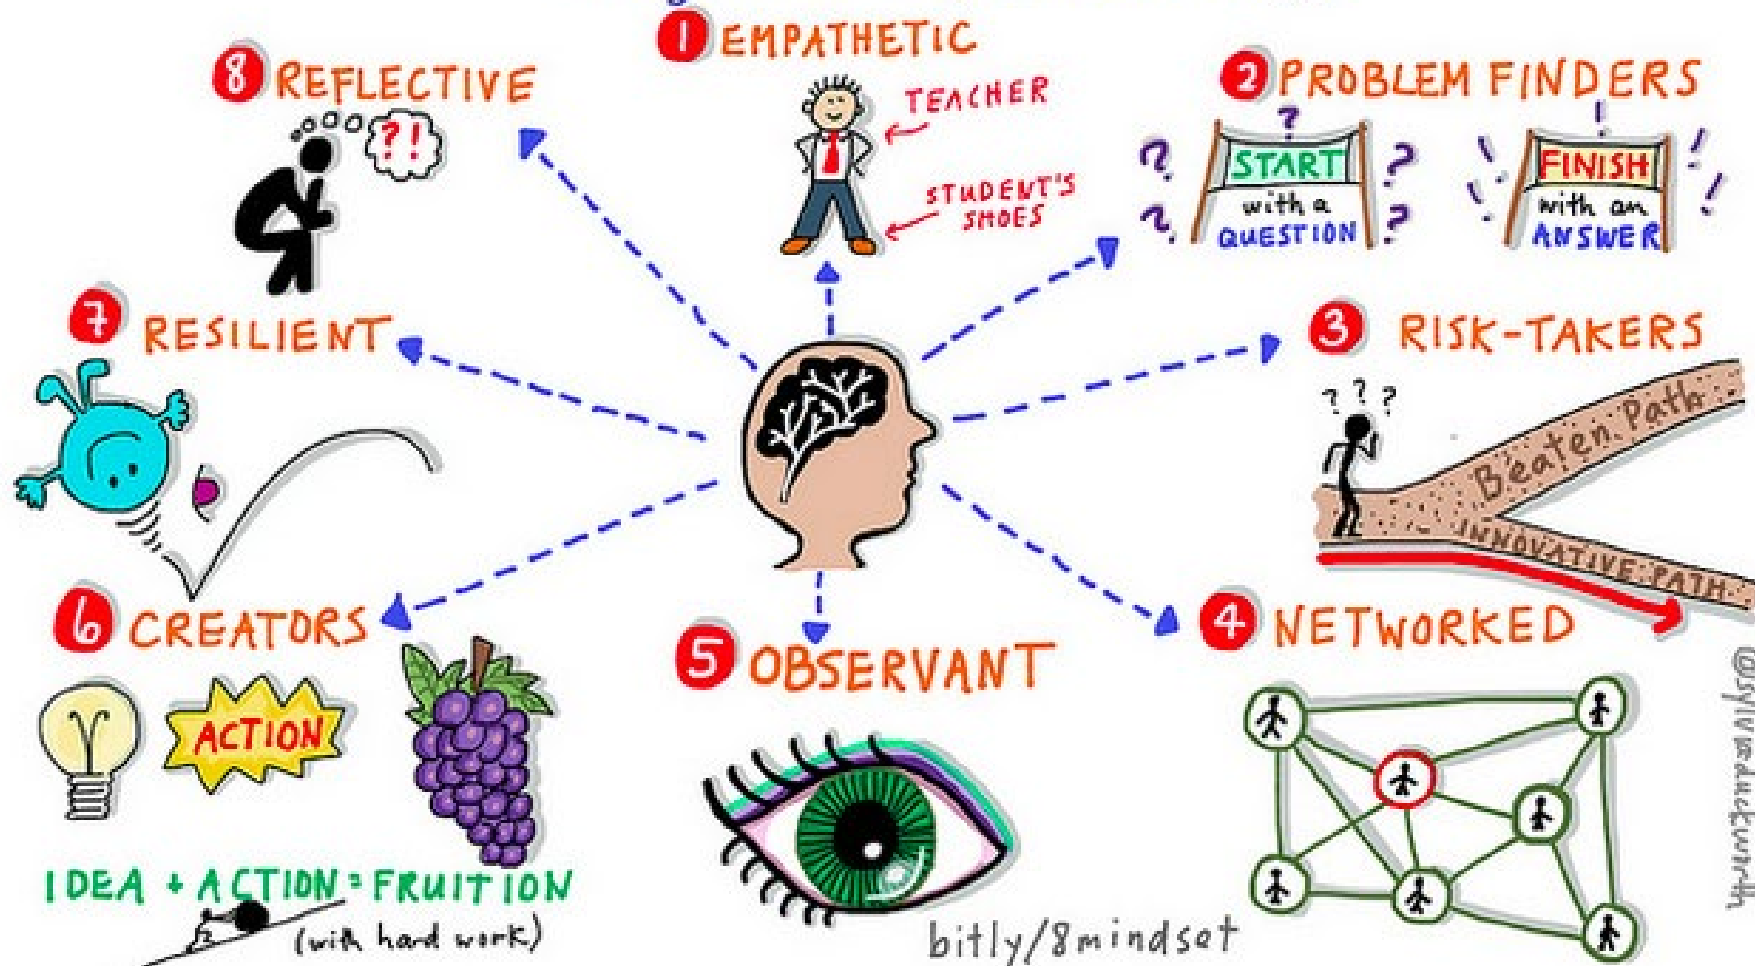 1 EMPATHETIC
TEACHER
STUDENT'S
SHOES
2 PROBLEM FINDERS
? ? ? ? ? ?
START
with a
QUESTION
! ! ! ! ! !
FINISH
with an
ANSWER
3 RISK-TAKERS
? ? ?
Beaten Path
INNOVATIVE PATH
4 NETWORKED
5 OBSERVANT
6 CREATORS
ACTION
IDEA + ACTION = FRUITION
(with hard work)
7 RESILIENT
8 REFLECTIVE
?!
bitly/8mindset
@sylviaduckworth